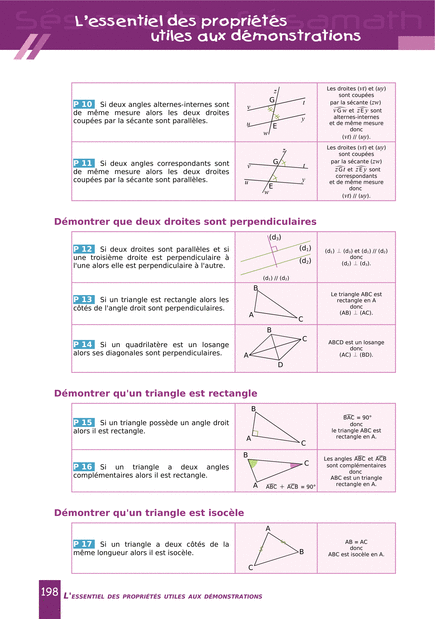 L'essentiel des propriétés
utiles aux démonstrations
P 10 Si deux angles alternes-internes sont
de même mesure alors les deux droites
coupées par la sécante sont parallèles.
z
G
v
t
u
y
E
w
Les droites (vt) et (uy)
sont coupées
par la sécante (zw)
vGw et zEy sont
alternes-internes
et de même mesure
donc
(vt) // (uy).
P 11 Si deux angles correspondants sont
de même mesure alors les deux droites
coupées par la sécante sont parallèles.
z
G
v
t
u
y
E
w
Les droites (vt) et (uy)
sont coupées
par la sécante (zw)
zGt et zEy sont
correspondants
et de même mesure
donc
(vt) // (uy).
Démontrer que deux droites sont perpendiculaires
P 12 Si deux droites sont parallèles et si
une troisième droite est perpendiculaire à
l'une alors elle est perpendiculaire à l'autre.
(d₃)
(d₁)
(d₂)
(d₁) // (d₂)
(d₁) ⊥ (d₃) et (d₁) // (d₂)
donc
(d₂) ⊥ (d₃).
P 13 Si un triangle est rectangle alors les
côtés de l'angle droit sont perpendiculaires.
B
A
C
Le triangle ABC est
rectangle en A
donc
(AB) ⊥ (AC).
P 14 Si un quadrilatère est un losange
alors ses diagonales sont perpendiculaires.
B
C
A
D
ABCD est un losange
donc
(AC) ⊥ (BD).
Démontrer qu'un triangle est rectangle
P 15 Si un triangle possède un angle droit
alors il est rectangle.
B
A
C
BAC = 90°
donc
le triangle ABC est
rectangle en A.
P 16 Si un triangle a deux angles
complémentaires alors il est rectangle.
B
C
A ABC + ACB = 90°
Les angles ABC et ACB
sont complémentaires
donc
ABC est un triangle
rectangle en A.
Démontrer qu'un triangle est isocèle
P 17 Si un triangle a deux côtés de la
même longueur alors il est isocèle.
A
B
C
AB = AC
donc
ABC est isocèle en A.
198 L'ESSENTIEL DES PROPRIÉTÉS UTILES AUX DÉMONSTRATIONS